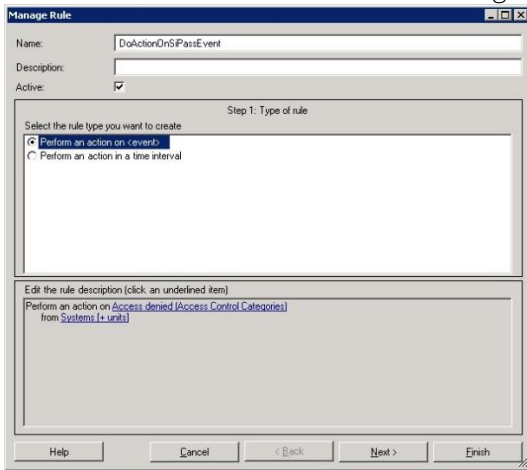 Manage Rule
Name: DoActionOnSiPassEvent
Description:
Active:
Step 1: Type of rule
Select the rule type you want to create
Perform an action on <event>
Perform an action in a time interval
Edit the rule description (click an underlined item)
Perform an action on Access denied (Access Control Categories)
from Systems [+ units]
Help Cancel < Back Next > Finish